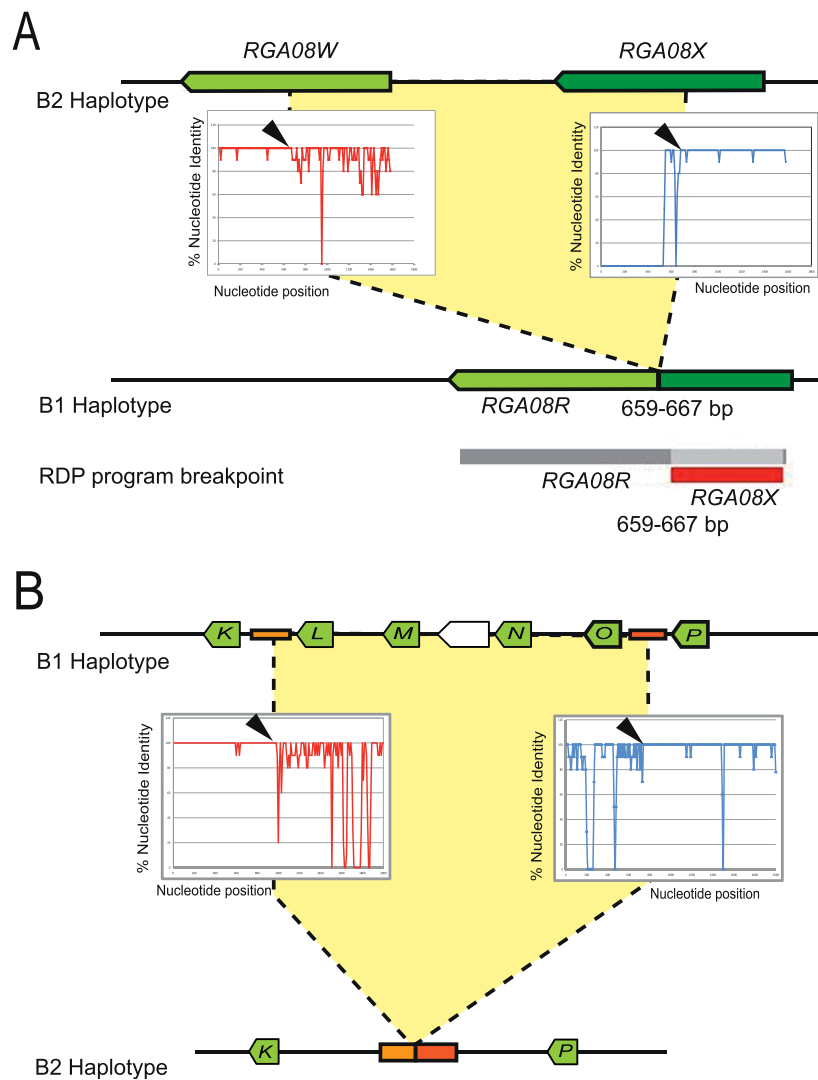 A
RGA08W
RGA08X
B2 Haplotype
% Nucleotide Identity
Nucleotide position
% Nucleotide Identity
Nucleotide position
B1 Haplotype
RGA08R
659-667 bp
RDP program breakpoint
RGA08R
RGA08X
659-667 bp
B
K
L
M
N
O
P
B1 Haplotype
% Nucleotide Identity
Nucleotide position
% Nucleotide Identity
Nucleotide position
K
P
B2 Haplotype